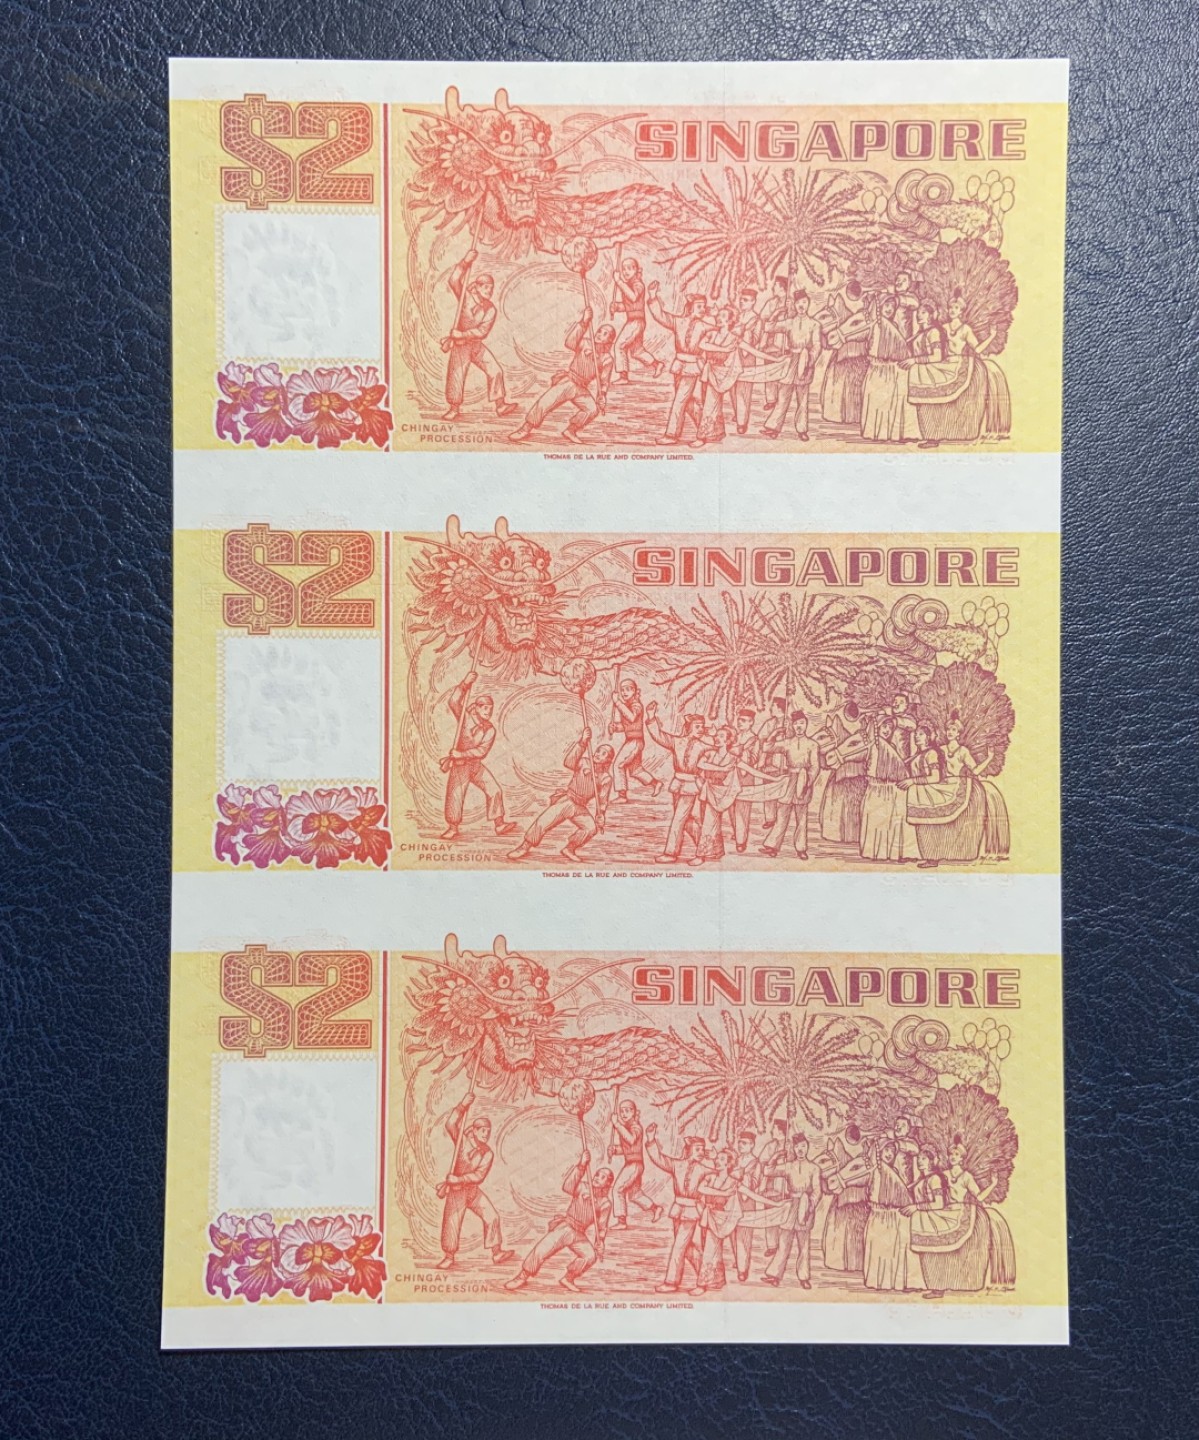 $2
SINGAPORE
CHINGAY
PROCESSION
THOMAS DE LA RUE AND COMPANY LIMITED.
$2
SINGAPORE
CHINGAY
PROCESSION
THOMAS DE LA RUE AND COMPANY LIMITED.
$2
SINGAPORE
CHINGAY
PROCESSION
THOMAS DE LA RUE AND COMPANY LIMITED.